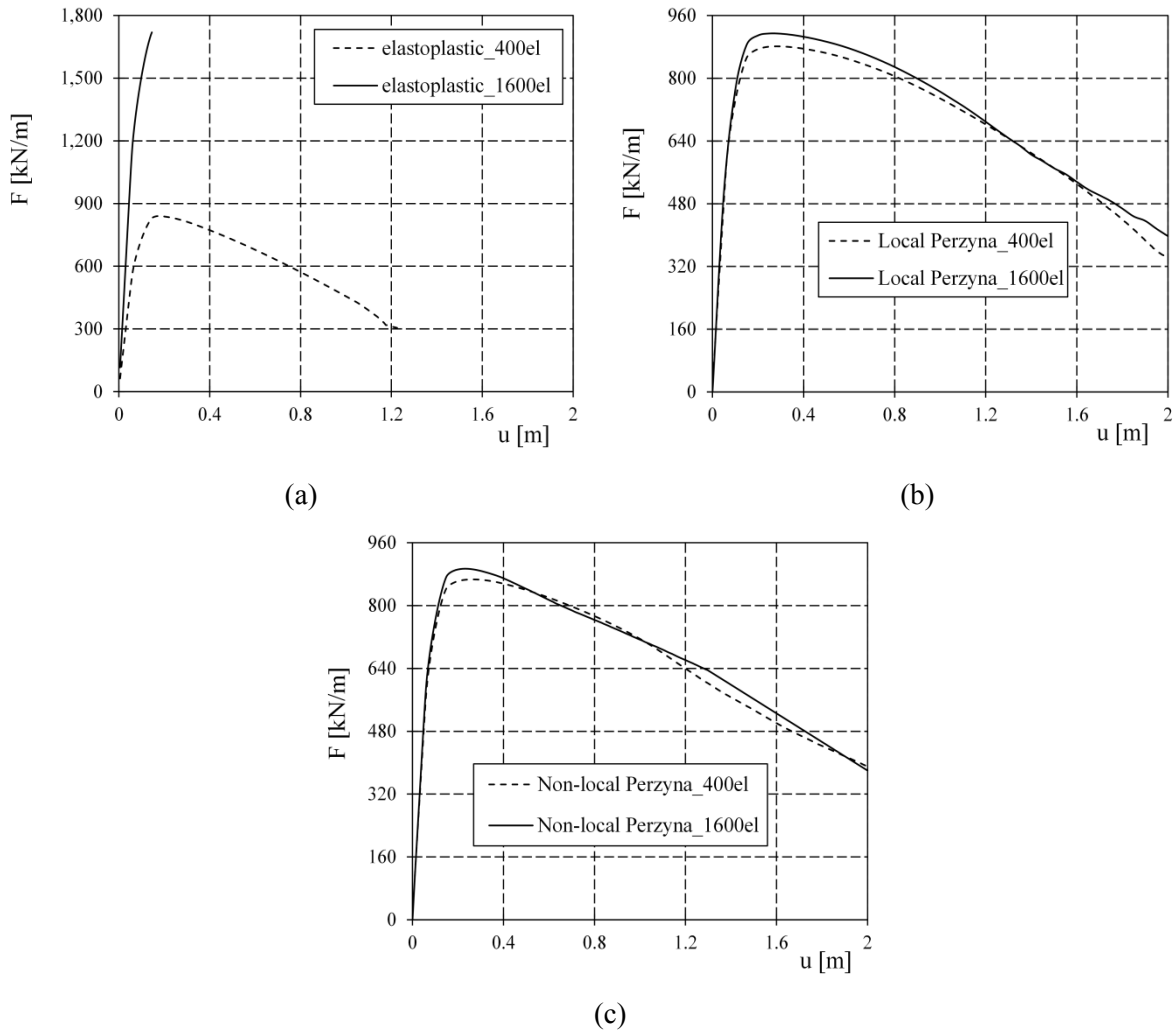 1,800
1,500
1,200
900
600
300
0
F [kN/m]
elastoplastic_400el
elastoplastic_1600el
0 0.4 0.8 1.2 1.6 2
u [m]
(a)
960
800
640
480
320
160
0
F [kN/m]
Local Perzyna_400el
Local Perzyna_1600el
0 0.4 0.8 1.2 1.6 2
u [m]
(b)
960
800
640
480
320
160
0
F [kN/m]
Non-local Perzyna_400el
Non-local Perzyna_1600el
0 0.4 0.8 1.2 1.6 2
u [m]
(c)